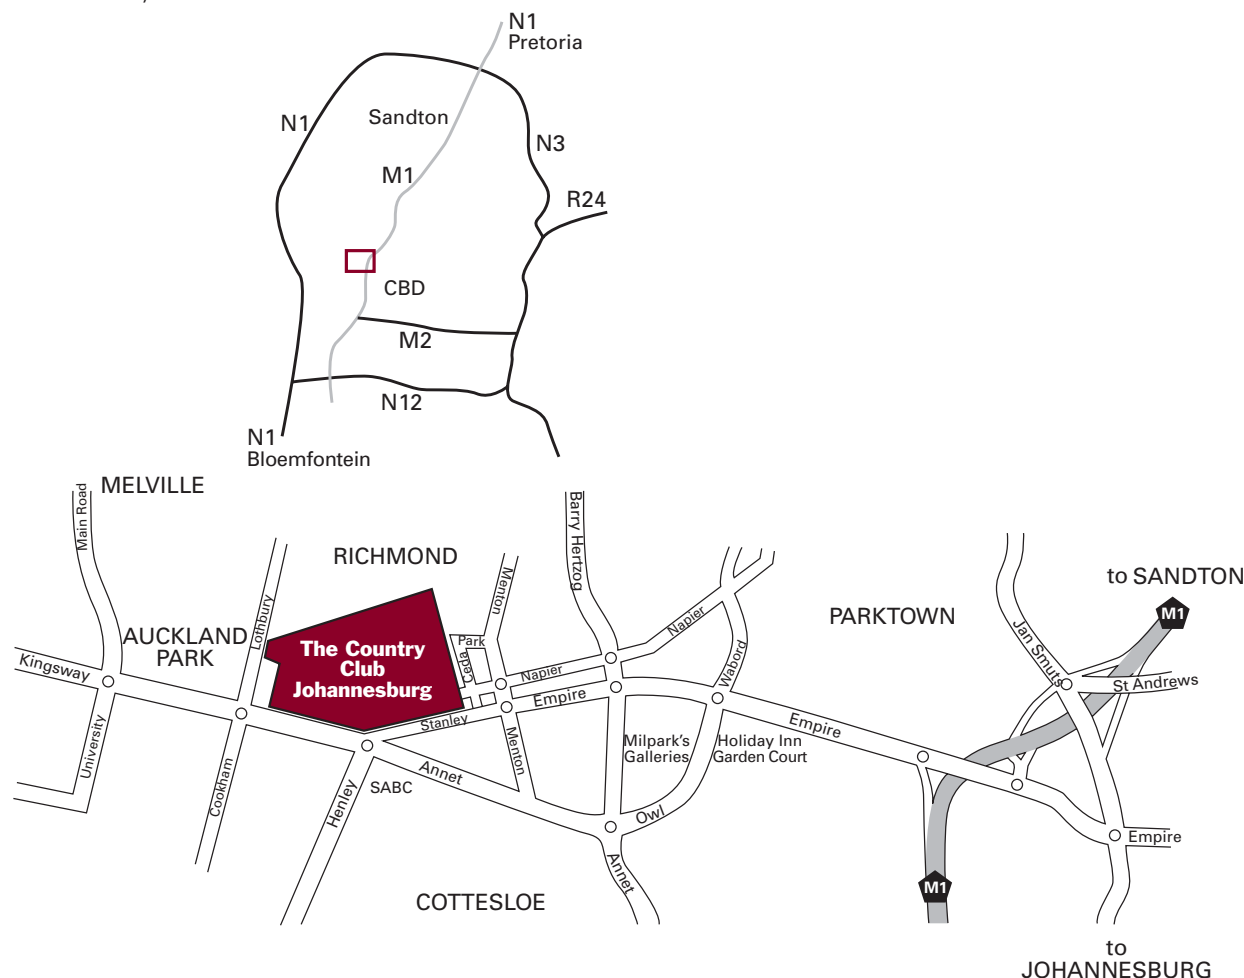 N1
Pretoria
Sandton
N1
N3
M1
R24
CBD
M2
N12
N1
Bloemfontein
MELVILLE
Main Road
RICHMOND
Barry Hertzog
to SANDTON
M1
Lothbury
Menton
Napier
PARKTOWN
AUCKLAND
PARK
Kingsway
The Country
Club
Johannesburg
Park
Cepa
Napier
Wabord
Jan Smuts
St Andrews
Stanley
Empire
Empire
University
Cookham
Henley
SABC
Annet
Menton
Milpark's
Galleries
Holiday Inn
Garden Court
Owl
Empire
Annet
M1
COTTESLOE
to
JOHANNESBURG